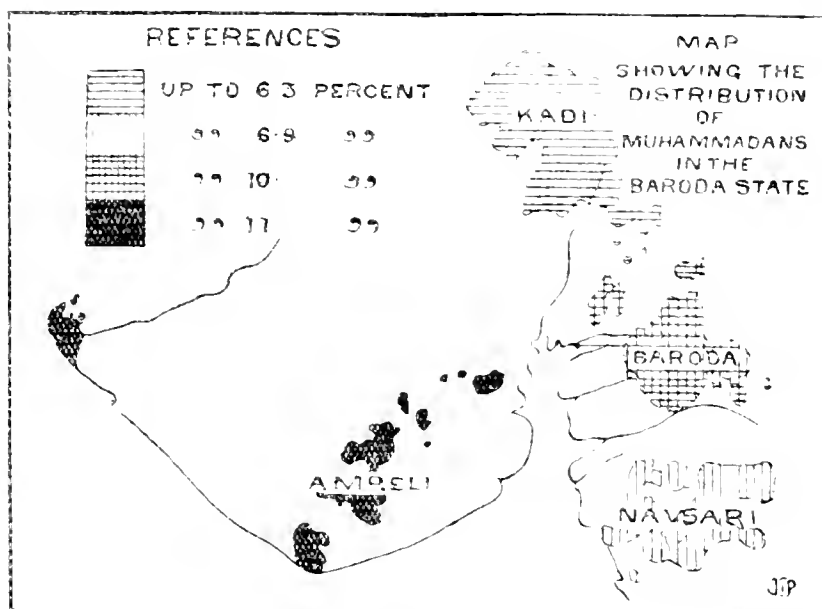 REFERENCES
UP TO 6·3 PERCENT
,, 6·8 ,,
,, 10· ,,
,, 11 ,,
MAP
SHOWING THE
DISTRIBUTION
OF
MUHAMMADANS
IN THE
BARODA STATE
KADI
BARODA
AMRELI
NAVSARI
JTP